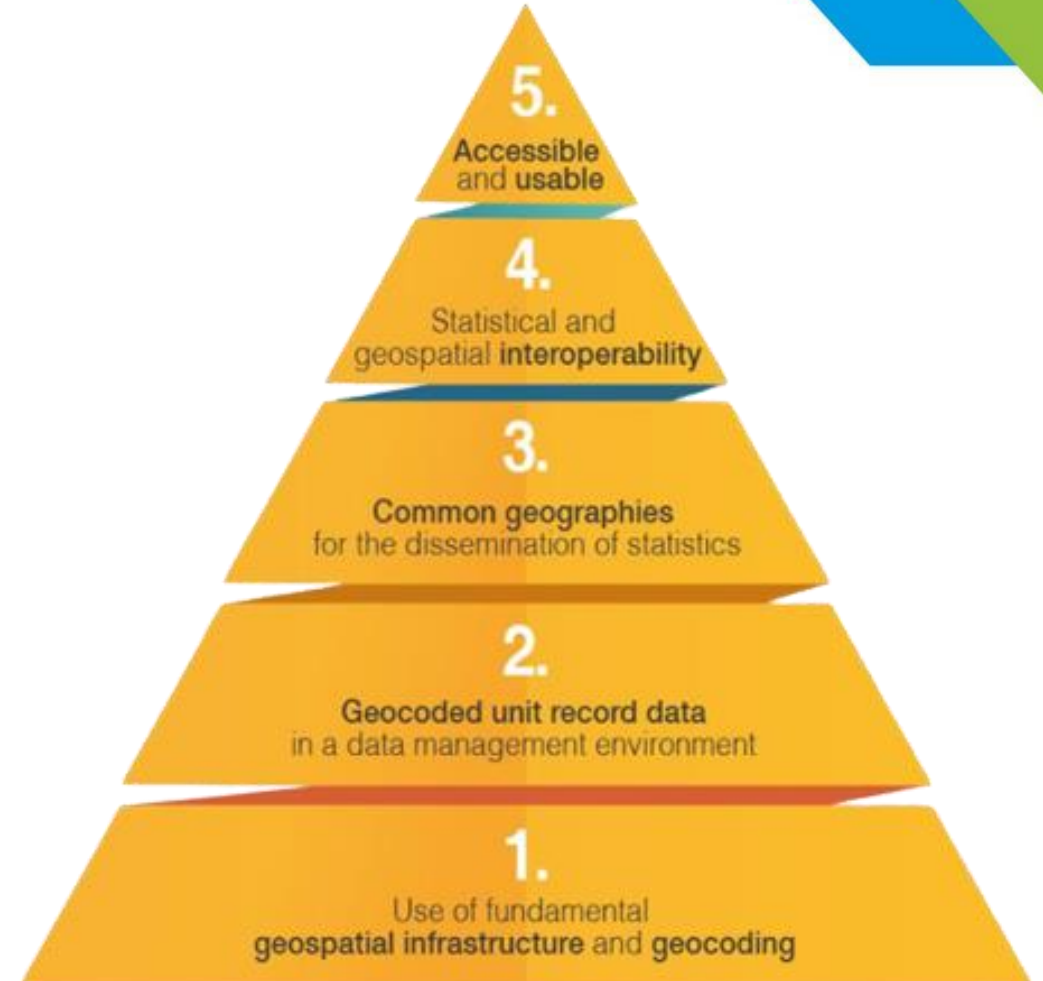 5.
Accessible
and usable
4.
Statistical and
geospatial interoperability
3.
Common geographies
for the dissemination of statistics
2.
Geocoded unit record data
in a data management environment
1.
Use of fundamental
geospatial infrastructure and geocoding